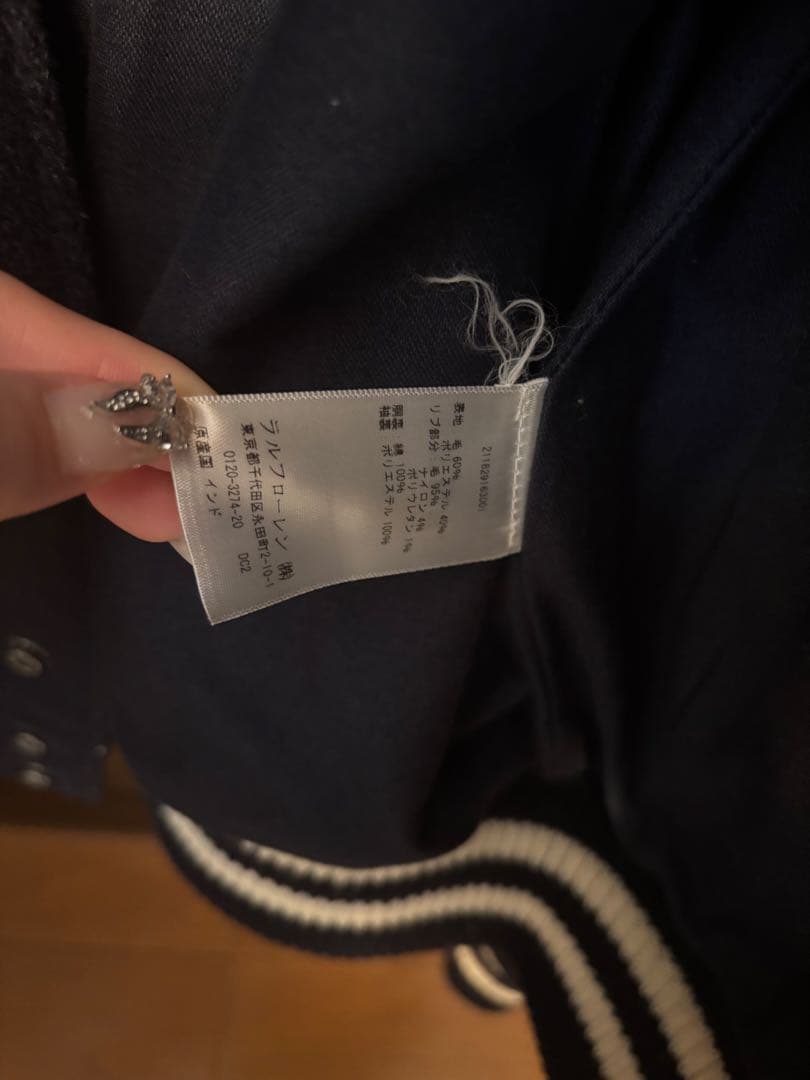 211829163001
表地 毛 60%
ポリエステル 40%
リブ部分：毛 95%
ナイロン 4%
ポリウレタン 1%
胴裏：綿 100%
袖裏：ポリエステル 100%
ラルフローレン（株）
東京都千代田区永田町2-10-1
0120-3274-20 DC2
原産国 インド